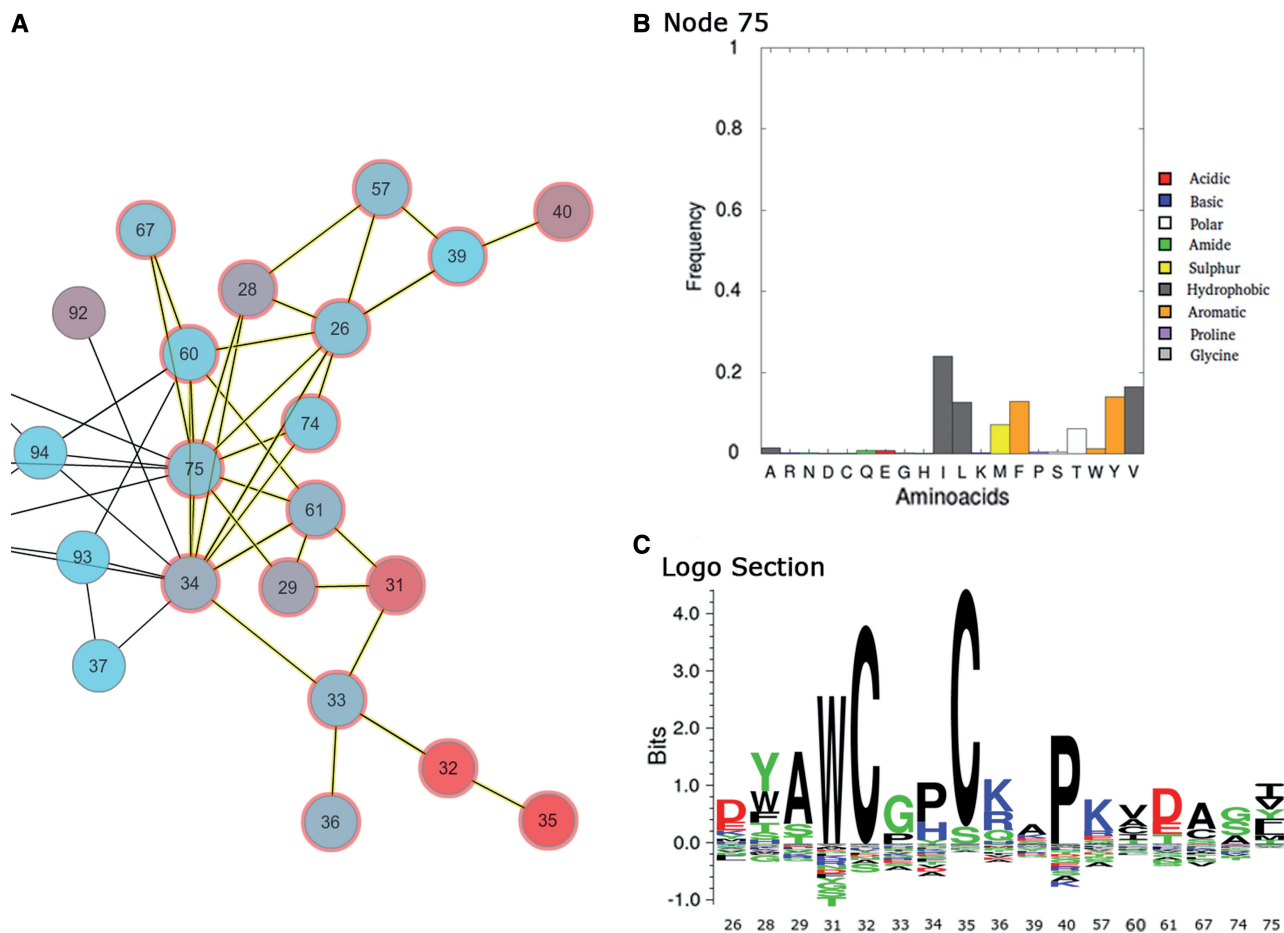 A
57
40
67
39
28
92
26
60
74
94
75
61
93
34
29
31
37
33
32
36
35
B Node 75
1
0.8
0.6
0.4
0.2
0
Frequency
A R N D C Q E G H I L K M F P S T W Y V
Aminoacids
Acidic
Basic
Polar
Amide
Sulphur
Hydrophobic
Aromatic
Proline
Glycine
C
Logo Section
4.0
3.0
2.0
1.0
0.0
-1.0
Bits
D Y A W C G P C K A P K V D A G I
26 28 29 31 32 33 34 35 36 39 40 57 60 61 67 74 75